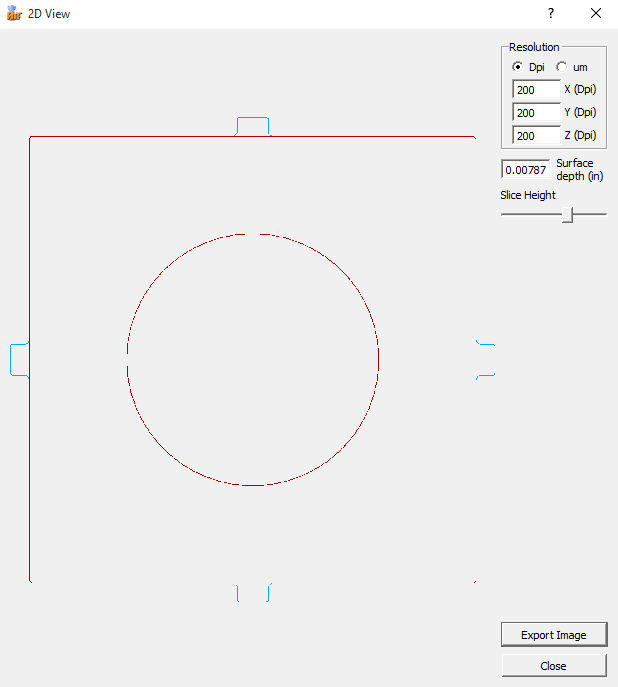 2D View
?
Resolution
Dpi
um
200 X (Dpi)
200 Y (Dpi)
200 Z (Dpi)
0.00787 Surface
depth (in)
Slice Height
Export Image
Close